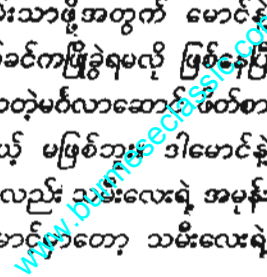 းသာဖို့အတွက် မောင်နဲ့
ခင်ကဖြိုခွဲရမလို ဖြစ်နေပြ
တဲ့မင်္ဂလာဆောင် ဖိတ်စာ
ယ့် မဖြစ်ဘူး။ ဒါမောင်နဲ့
လည်း သမီးလေးရဲ့ အမုန်း
မောင်မှာတော့ သမီးလေးရဲ့
www.burmeseclassic.com